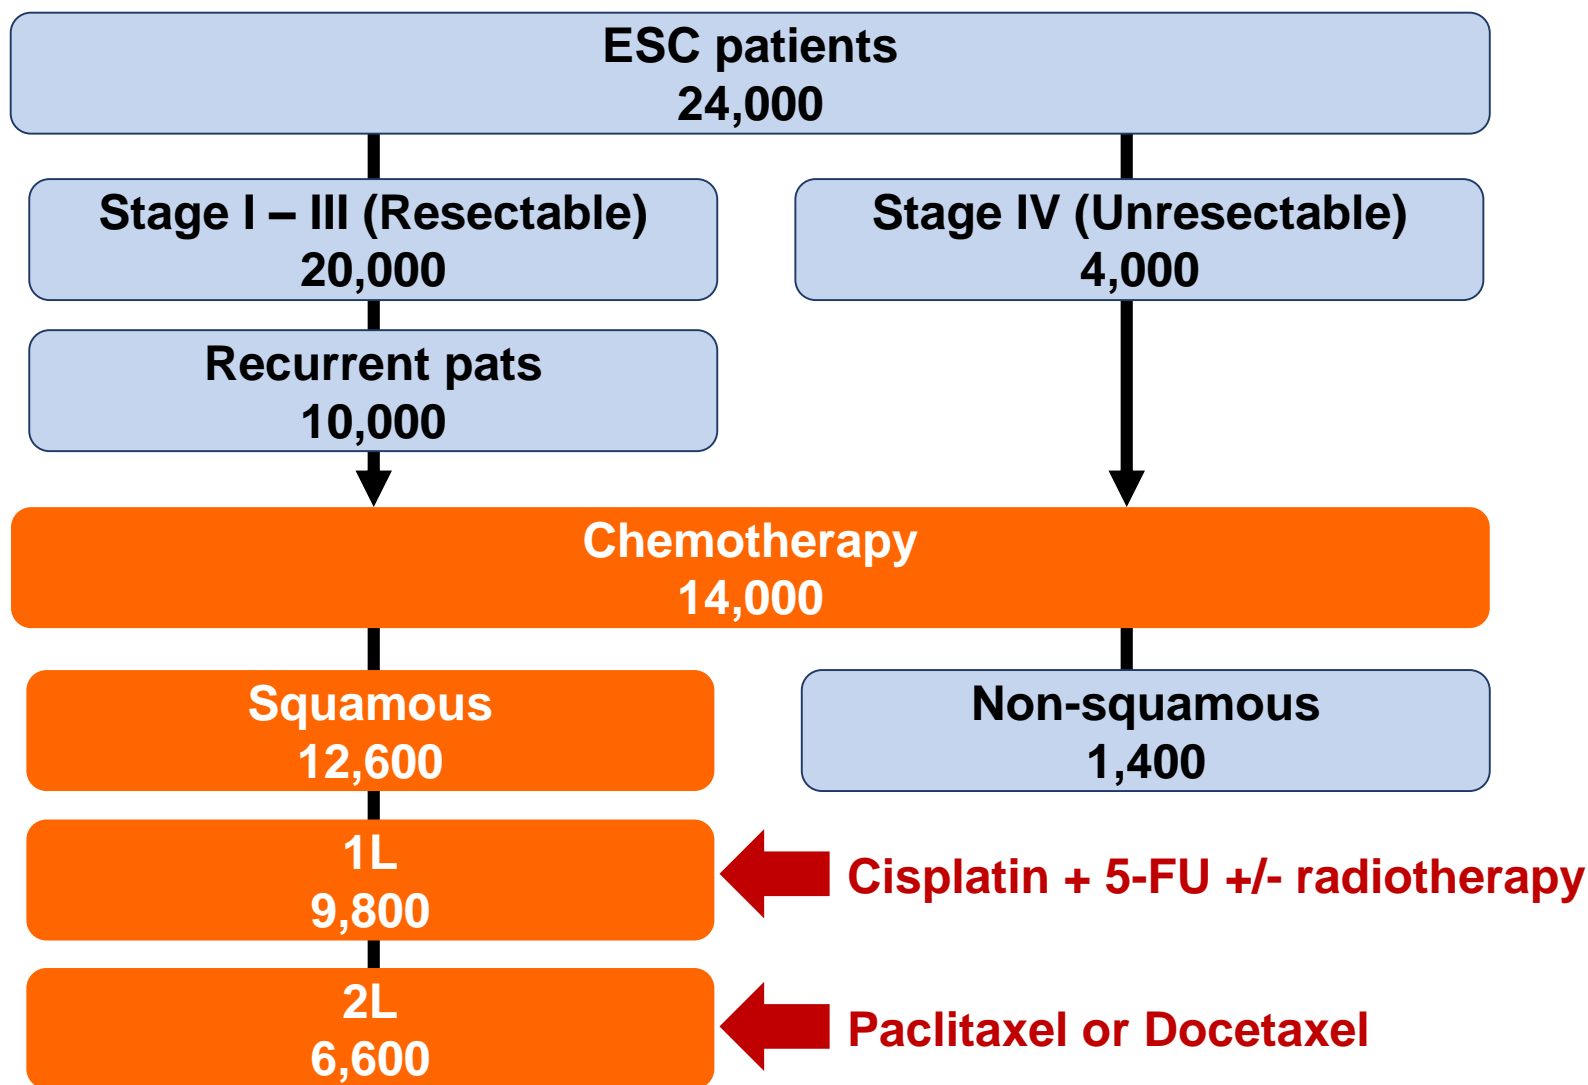 ESC patients
24,000
Stage I – III (Resectable)
20,000
Stage IV (Unresectable)
4,000
Recurrent pats
10,000
Chemotherapy
14,000
Squamous
12,600
Non-squamous
1,400
1L
9,800
Cisplatin + 5-FU +/- radiotherapy
2L
6,600
Paclitaxel or Docetaxel